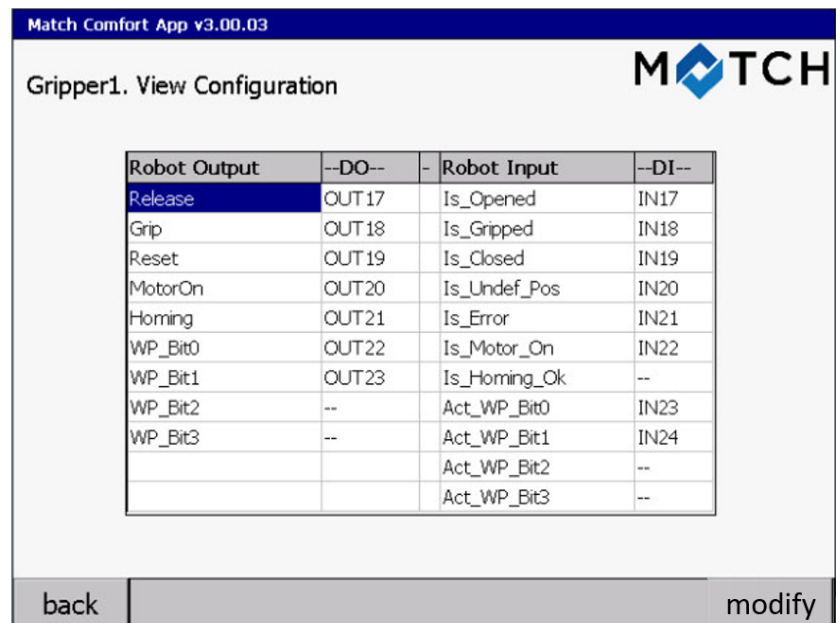 Match Comfort App v3.00.03
MATCH
Gripper1. View Configuration
Robot Output --DO-- - Robot Input --DI--
Release OUT17 Is_Opened IN17
Grip OUT18 Is_Gripped IN18
Reset OUT19 Is_Closed IN19
MotorOn OUT20 Is_Undef_Pos IN20
Homing OUT21 Is_Error IN21
WP_Bit0 OUT22 Is_Motor_On IN22
WP_Bit1 OUT23 Is_Homing_Ok --
WP_Bit2 -- Act_WP_Bit0 IN23
WP_Bit3 -- Act_WP_Bit1 IN24
Act_WP_Bit2 --
Act_WP_Bit3 --
back modify